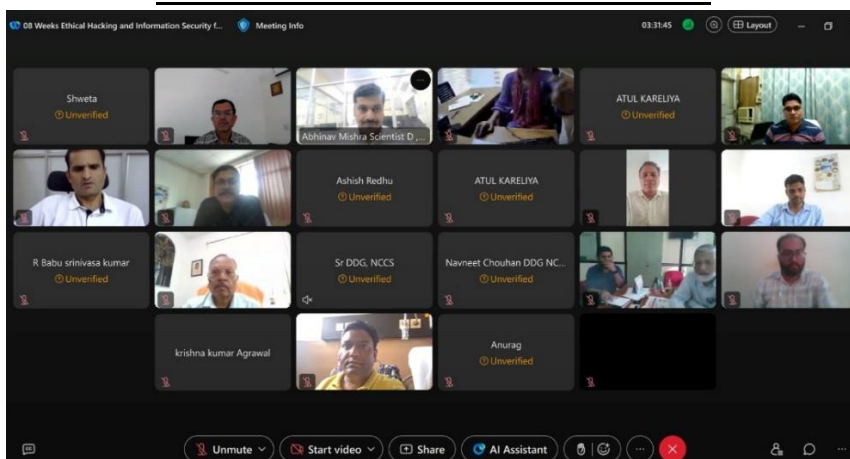 08 Weeks Ethical Hacking and Information Security f...
Meeting Info
03:31:45
Layout
Shweta
Unverified
Abhinav Mishra Scientist D ,...
ATUL KARELIYA
Unverified
Ashish Redhu
Unverified
ATUL KARELIYA
Unverified
R Babu srinivasa kumar
Unverified
Sr DDG, NCCS
Unverified
Navneet Chouhan DDG NC...
Unverified
krishna kumar Agrawal
Anurag
Unverified
Unmute
Start video
Share
AI Assistant